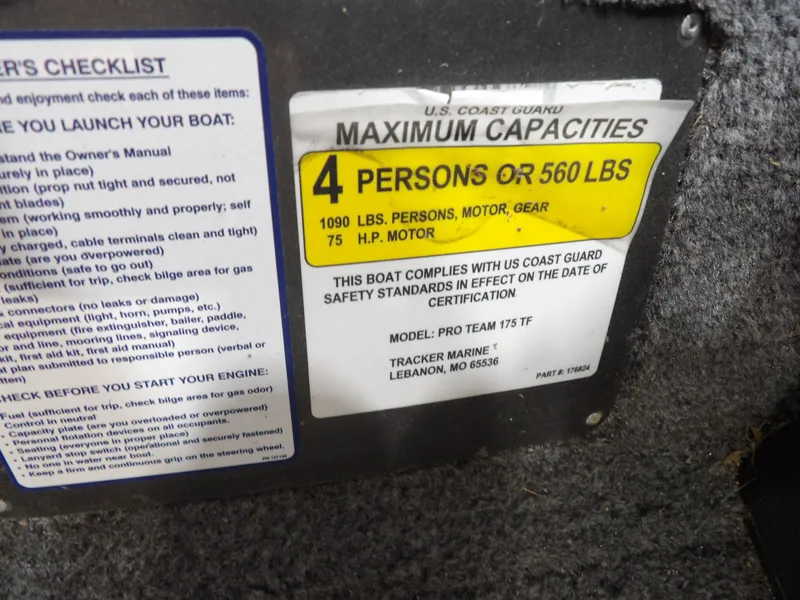 ER'S CHECKLIST
nd enjoyment check each of these items:
E YOU LAUNCH YOUR BOAT:
stand the Owner's Manual
urely in place)
ition (prop nut tight and secured, not
nt blades)
em (working smoothly and properly; self
in place)
y charged, cable terminals clean and tight)
late (are you overpowered)
onditions (safe to go out)
(sufficient for trip, check bilge area for gas
leaks)
s connectors (no leaks or damage)
cal equipment (light, horn, pumps, etc.)
equipment (fire extinguisher, bailer, paddle,
or and line, mooring lines, signaling device,
kit, first aid kit, first aid manual)
at plan submitted to responsible person (verbal or
tten)
CHECK BEFORE YOU START YOUR ENGINE:
Fuel (sufficient for trip, check bilge area for gas odor)
Control in neutral
• Capacity plate (are you overloaded or overpowered)
• Personal flotation devices on all occupants.
• Seating (everyone in proper place)
• Lanyard stop switch (operational and securely fastened)
• No one in water near boat.
• Keep a firm and continuous grip on the steering wheel.
U.S. COAST GUARD
MAXIMUM CAPACITIES
4 PERSONS OR 560 LBS
1090 LBS. PERSONS, MOTOR, GEAR
75 H.P. MOTOR
THIS BOAT COMPLIES WITH US COAST GUARD
SAFETY STANDARDS IN EFFECT ON THE DATE OF
CERTIFICATION
MODEL: PRO TEAM 175 TF
TRACKER MARINE
LEBANON, MO 65536
PART #: 176824